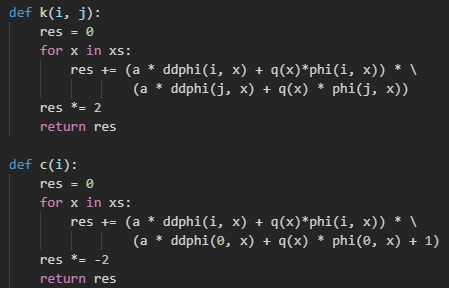 def k(i, j):
    res = 0
    for x in xs:
        res += (a * ddphi(i, x) + q(x)*phi(i, x)) * \
                (a * ddphi(j, x) + q(x) * phi(j, x))
    res *= 2
    return res

def c(i):
    res = 0
    for x in xs:
        res += (a * ddphi(i, x) + q(x)*phi(i, x)) * \
                (a * ddphi(0, x) + q(x) * phi(0, x) + 1)
    res *= -2
    return res